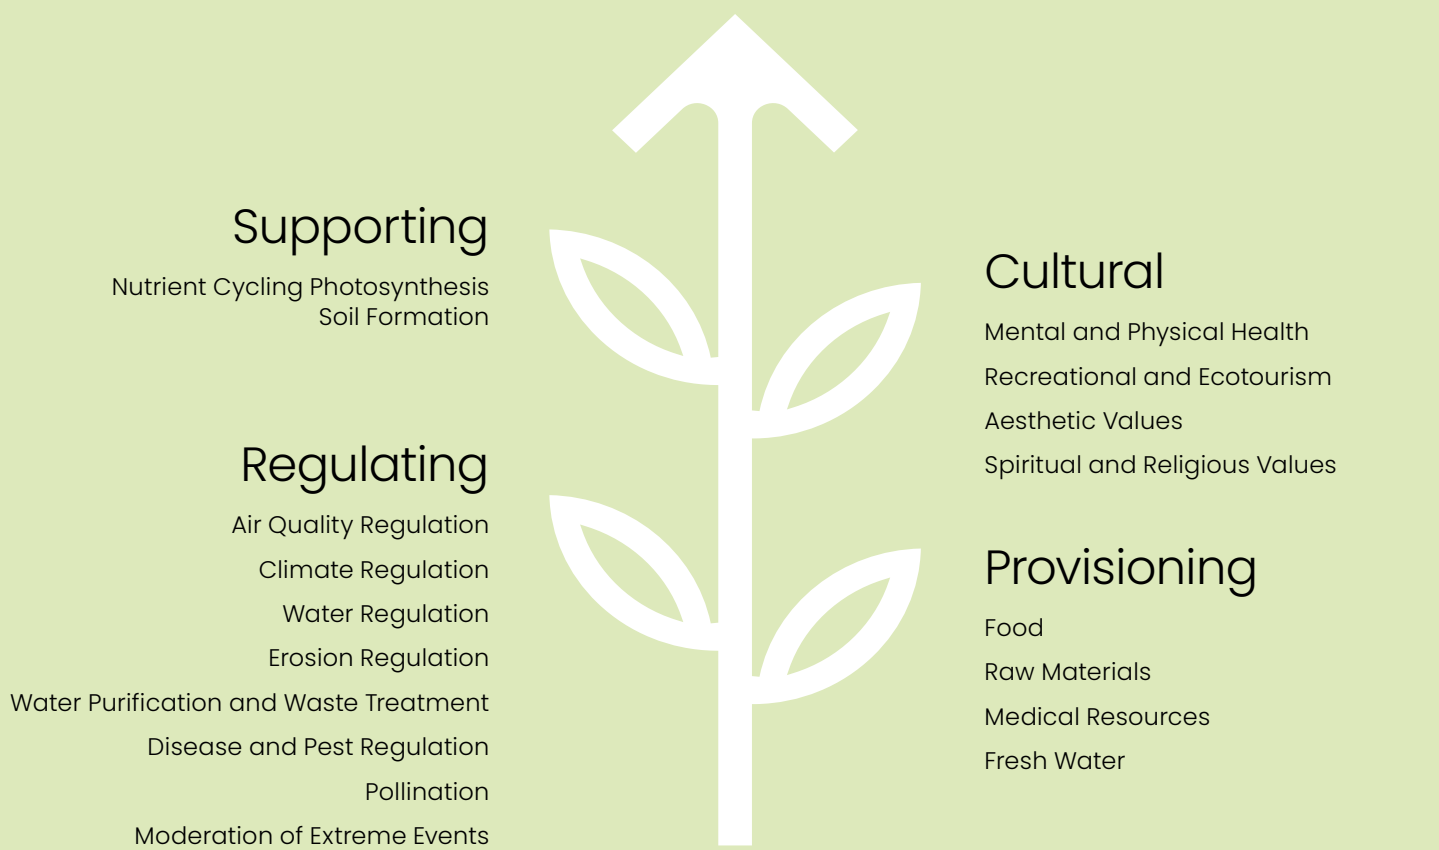 Supporting
Nutrient Cycling Photosynthesis
Soil Formation
Regulating
Air Quality Regulation
Climate Regulation
Water Regulation
Erosion Regulation
Water Purification and Waste Treatment
Disease and Pest Regulation
Pollination
Moderation of Extreme Events
Cultural
Mental and Physical Health
Recreational and Ecotourism
Aesthetic Values
Spiritual and Religious Values
Provisioning
Food
Raw Materials
Medical Resources
Fresh Water